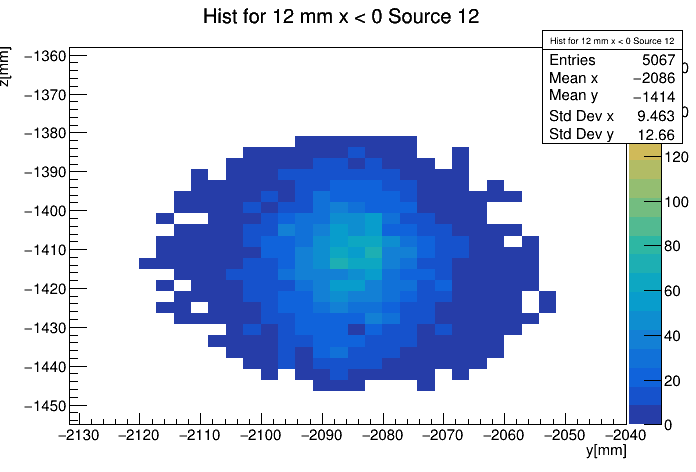 Hist for 12 mm x < 0 Source 12
z[mm]
Hist for 12 mm x < 0 Source 12
Entries 5067
Mean x −2086
Mean y −1414
Std Dev x 9.463
Std Dev y 12.66
−1360
−1370
−1380
−1390
−1400
−1410
−1420
−1430
−1440
−1450
120
100
80
60
40
20
0
−2130 −2120 −2110 −2100 −2090 −2080 −2070 −2060 −2050 −2040
y[mm]